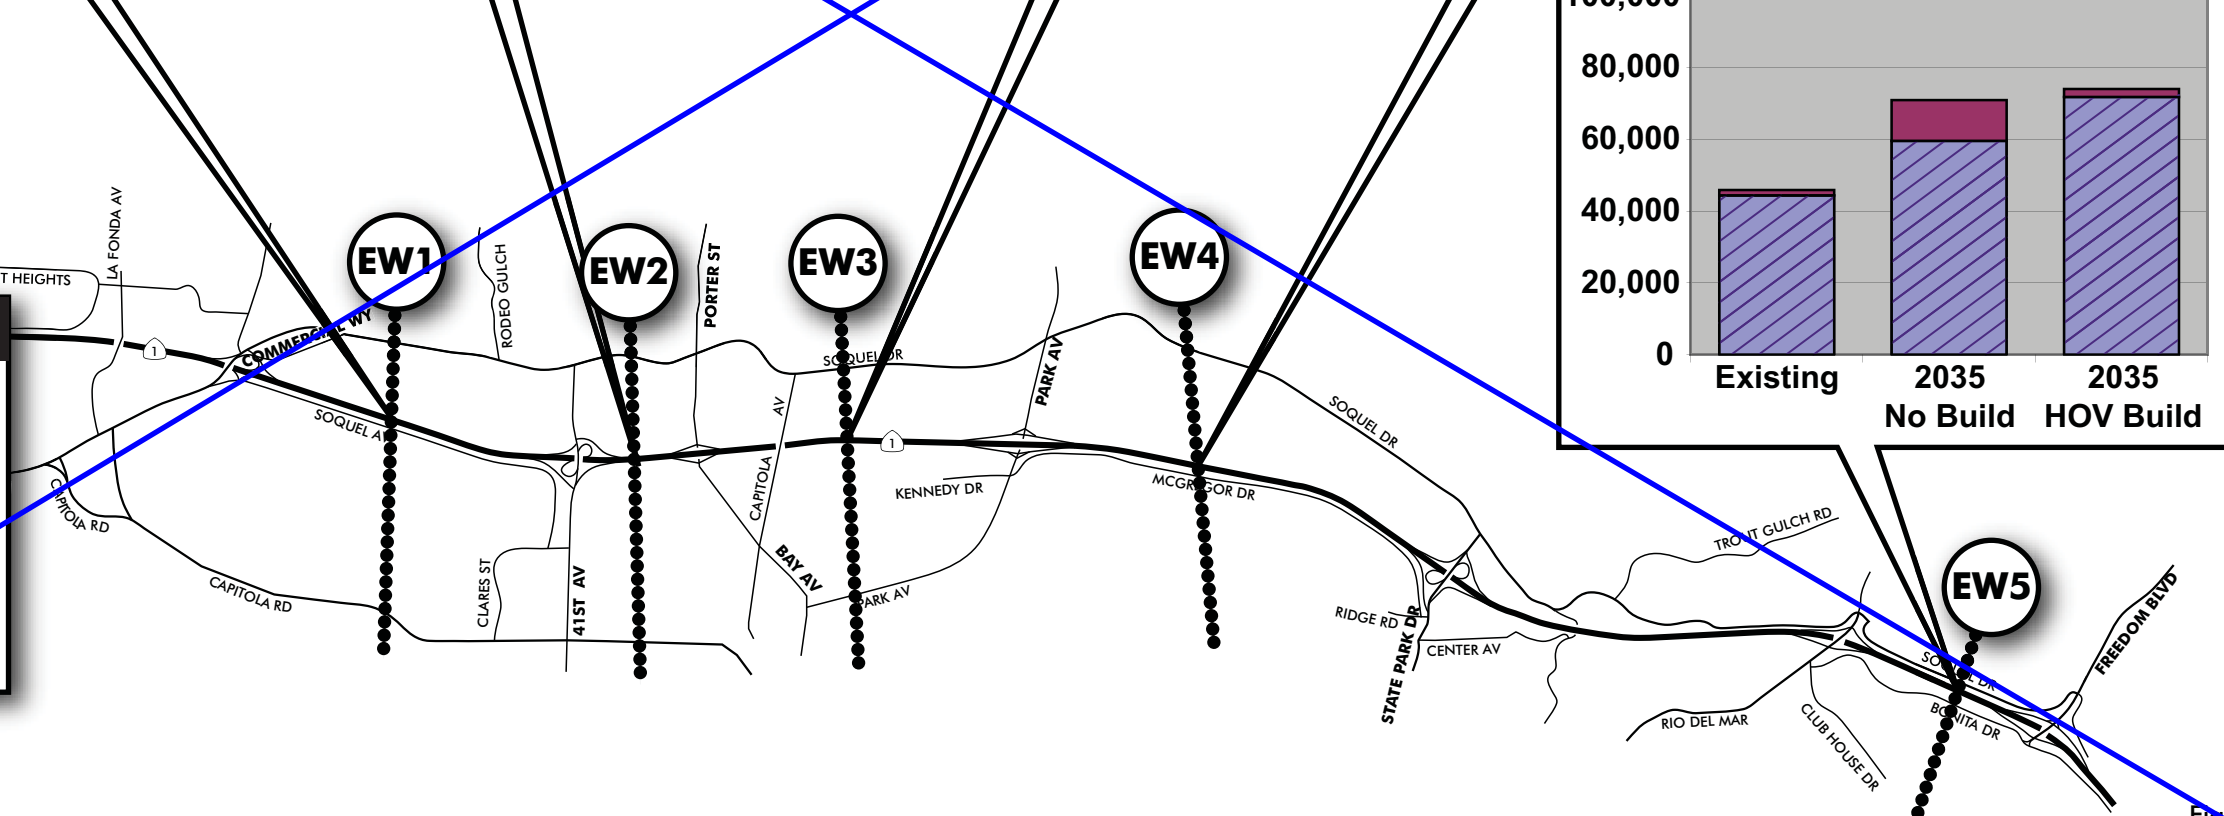 100,000
80,000
60,000
40,000
20,000
0
Existing
2035
No Build
2035
HOV Build
LA FONDA AV
T HEIGHTS
1
COMMERCIAL WY
EW1
RODEO GULCH
EW2
PORTER ST
EW3
SOQUEL DR
PARK AV
EW4
SOQUEL DR
SOQUEL AV
CAPITOLA RD
CAPITOLA RD
CLARES ST
41ST AV
CAPITOLA AV
BAY AV
1
KENNEDY DR
PARK AV
MCGREGOR DR
RIDGE RD
STATE PARK DR
CENTER AV
TROUT GULCH RD
EW5
FREEDOM BLVD
SOQUEL DR
BONITA DR
RIO DEL MAR
CLUB HOUSE DR